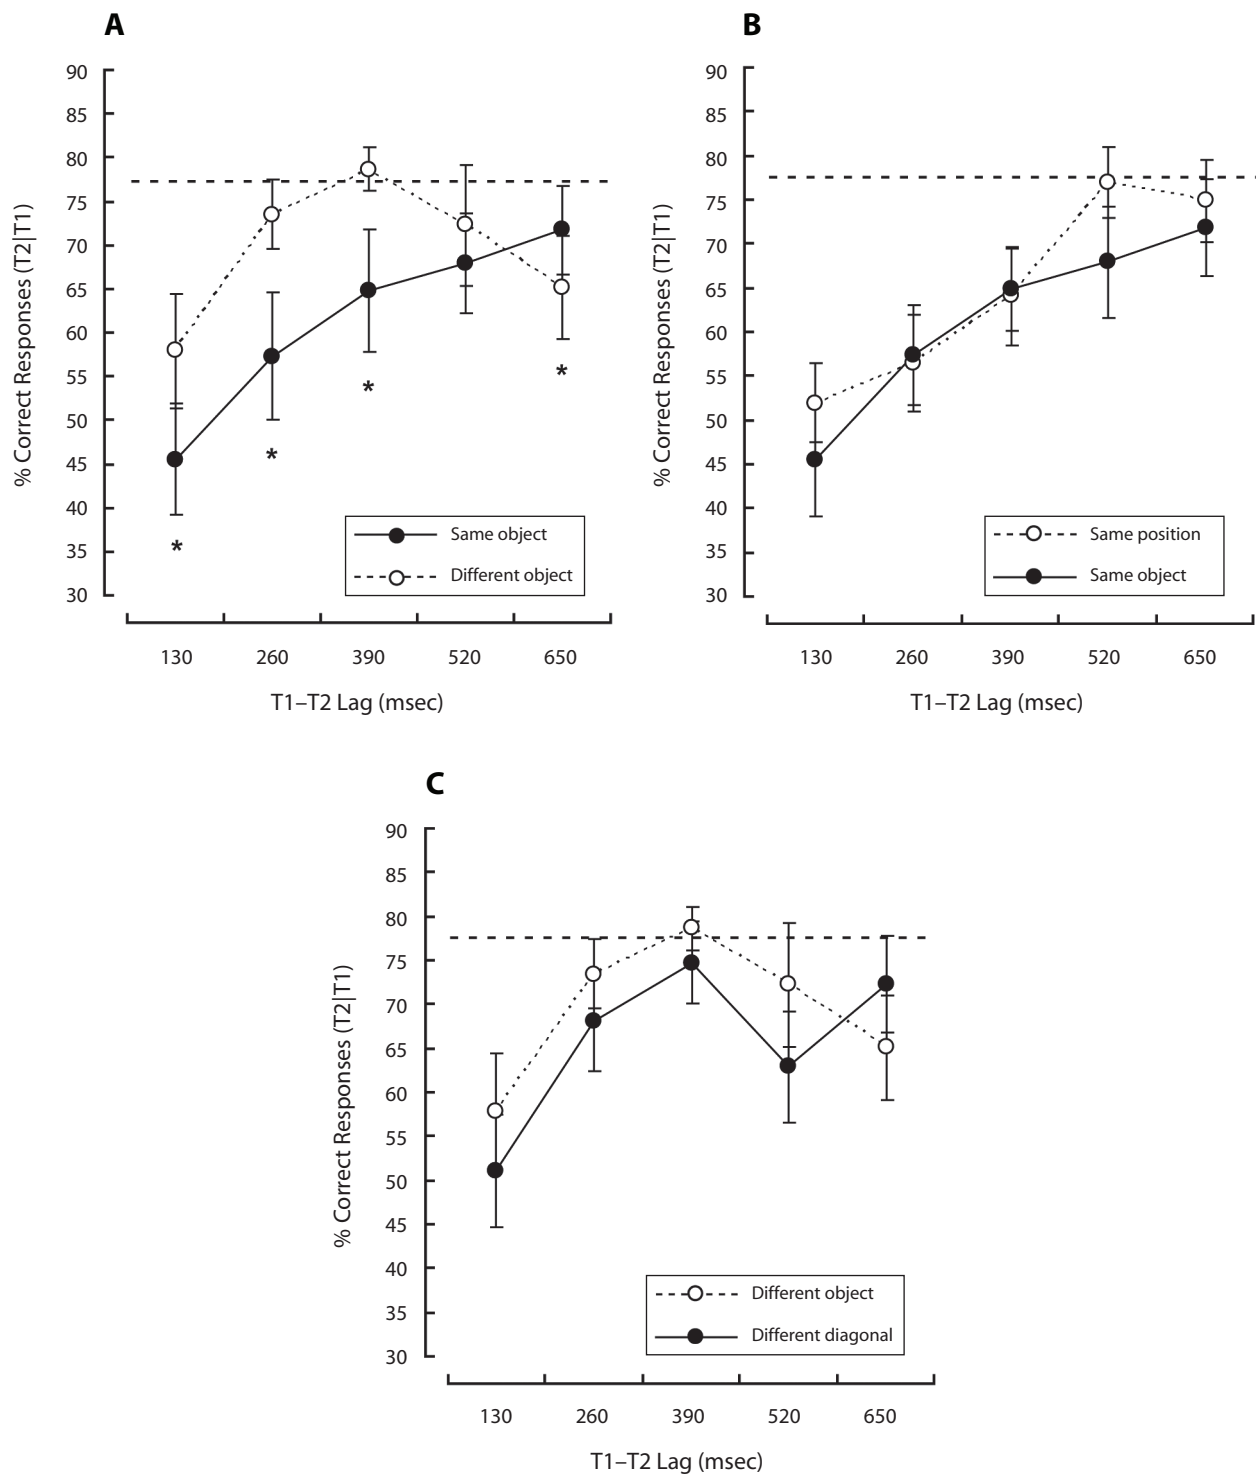 A
90
85
80
75
70
65
60
55
50
45
40
35
30
% Correct Responses (T2|T1)
*
*
*
*
Same object
Different object
130 260 390 520 650
T1–T2 Lag (msec)
B
90
85
80
75
70
65
60
55
50
45
40
35
30
% Correct Responses (T2|T1)
Same position
Same object
130 260 390 520 650
T1–T2 Lag (msec)
C
90
85
80
75
70
65
60
55
50
45
40
35
30
% Correct Responses (T2|T1)
Different object
Different diagonal
130 260 390 520 650
T1–T2 Lag (msec)